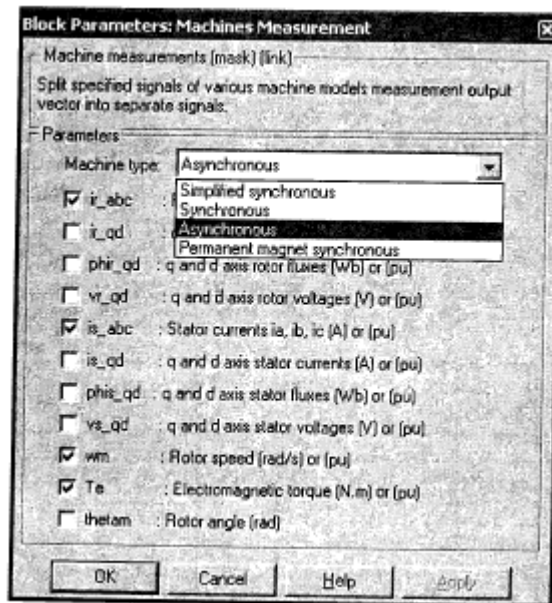 Block Parameters: Machines Measurement
Machine measurements (mask) (link)
Split specified signals of various machine models measurement output
vector into separate signals.
Parameters
Machine type: Asynchronous
Simplified synchronous
Synchronous
Asynchronous
Permanent magnet synchronous
ir_abc :
ir_qd :
phir_qd : q and d axis rotor fluxes (Wb) or (pu)
vr_qd : q and d axis rotor voltages (V) or (pu)
is_abc : Stator currents ia, ib, ic (A) or (pu)
is_qd : q and d axis stator currents (A) or (pu)
phis_qd : q and d axis stator fluxes (Wb) or (pu)
vs_qd : q and d axis stator voltages (V) or (pu)
wm : Rotor speed (rad/s) or (pu)
Te : Electromagnetic torque (N.m) or (pu)
thetam : Rotor angle (rad)
OK Cancel Help Apply